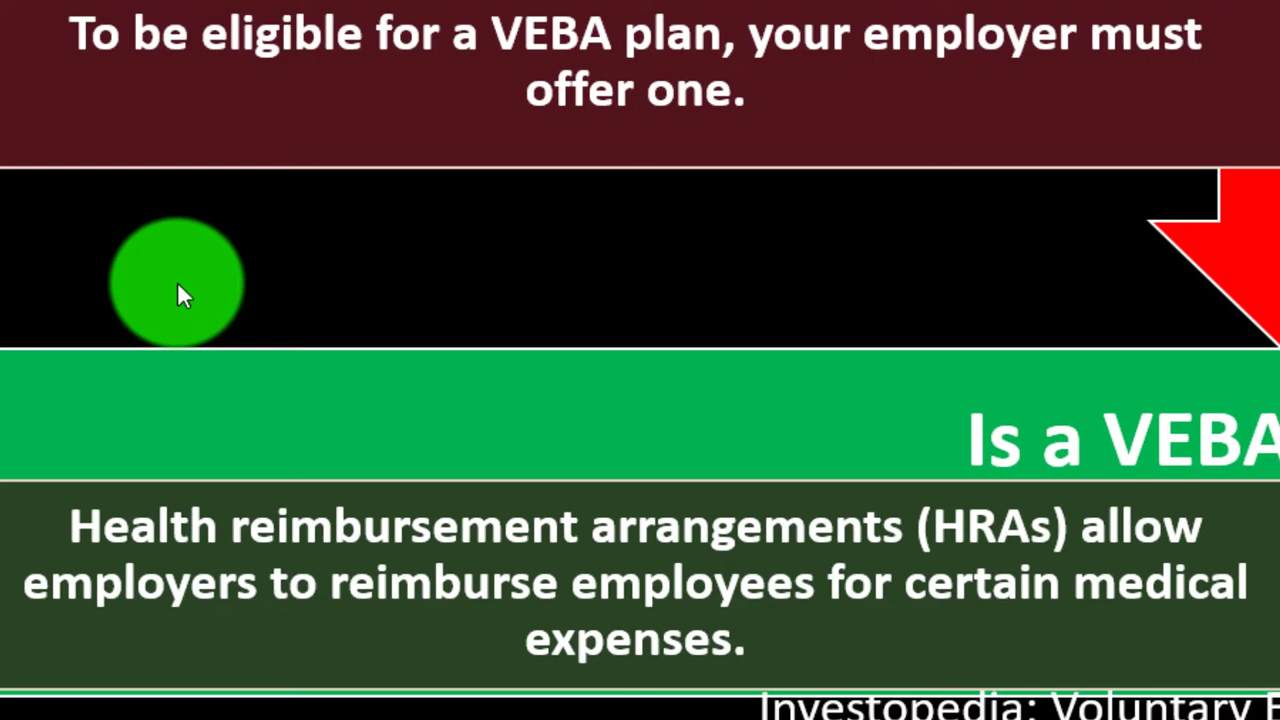 To be eligible for a VEBA plan, your employer must
offer one.
Is a VEBA
Health reimbursement arrangements (HRAs) allow
employers to reimburse employees for certain medical
expenses.
Investopedia: Voluntary